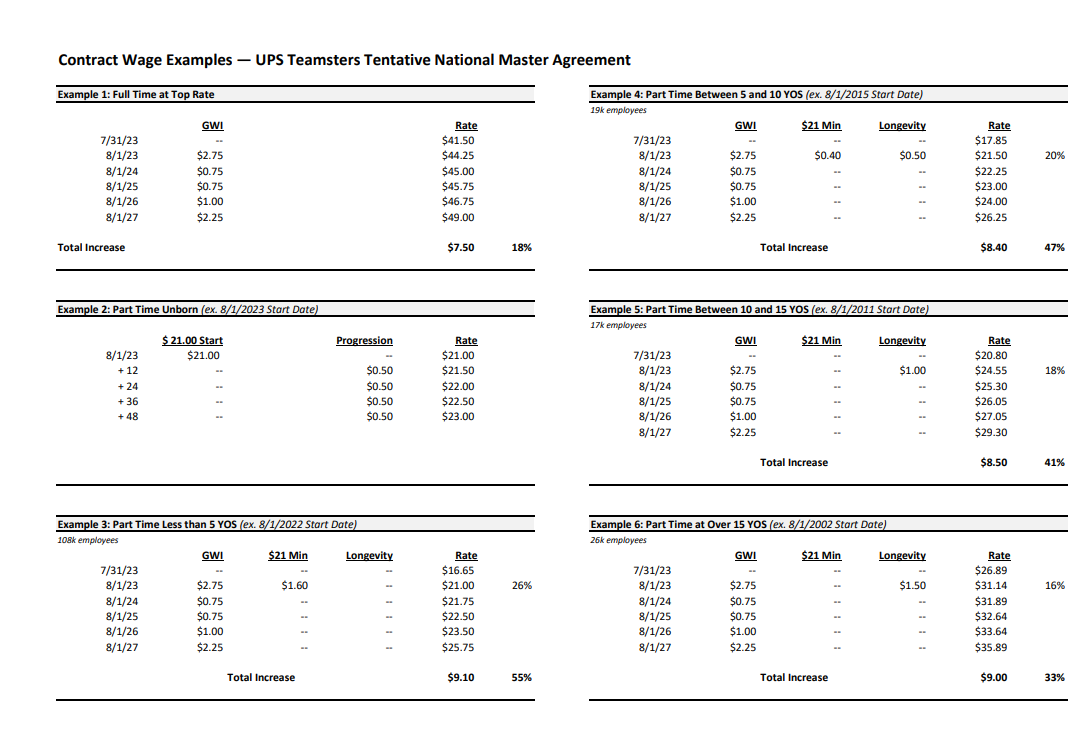 Contract Wage Examples — UPS Teamsters Tentative National Master Agreement
Example 1: Full Time at Top Rate
GWI Rate
7/31/23 -- $41.50
8/1/23 $2.75 $44.25
8/1/24 $0.75 $45.00
8/1/25 $0.75 $45.75
8/1/26 $1.00 $46.75
8/1/27 $2.25 $49.00
Total Increase $7.50 18%
Example 2: Part Time Unborn (ex. 8/1/2023 Start Date)
$ 21.00 Start Progression Rate
8/1/23 $21.00 -- $21.00
+ 12 -- $0.50 $21.50
+ 24 -- $0.50 $22.00
+ 36 -- $0.50 $22.50
+ 48 -- $0.50 $23.00
Example 3: Part Time Less than 5 YOS (ex. 8/1/2022 Start Date)
108k employees
GWI $21 Min Longevity Rate
7/31/23 -- -- -- $16.65
8/1/23 $2.75 $1.60 -- $21.00 26%
8/1/24 $0.75 -- -- $21.75
8/1/25 $0.75 -- -- $22.50
8/1/26 $1.00 -- -- $23.50
8/1/27 $2.25 -- -- $25.75
Total Increase $9.10 55%
Example 4: Part Time Between 5 and 10 YOS (ex. 8/1/2015 Start Date)
19k employees
GWI $21 Min Longevity Rate
7/31/23 -- -- -- $17.85
8/1/23 $2.75 $0.40 $0.50 $21.50 20%
8/1/24 $0.75 -- -- $22.25
8/1/25 $0.75 -- -- $23.00
8/1/26 $1.00 -- -- $24.00
8/1/27 $2.25 -- -- $26.25
Total Increase $8.40 47%
Example 5: Part Time Between 10 and 15 YOS (ex. 8/1/2011 Start Date)
17k employees
GWI $21 Min Longevity Rate
7/31/23 -- -- -- $20.80
8/1/23 $2.75 -- $1.00 $24.55 18%
8/1/24 $0.75 -- -- $25.30
8/1/25 $0.75 -- -- $26.05
8/1/26 $1.00 -- -- $27.05
8/1/27 $2.25 -- -- $29.30
Total Increase $8.50 41%
Example 6: Part Time at Over 15 YOS (ex. 8/1/2002 Start Date)
26k employees
GWI $21 Min Longevity Rate
7/31/23 -- -- -- $26.89
8/1/23 $2.75 -- $1.50 $31.14 16%
8/1/24 $0.75 -- -- $31.89
8/1/25 $0.75 -- -- $32.64
8/1/26 $1.00 -- -- $33.64
8/1/27 $2.25 -- -- $35.89
Total Increase $9.00 33%